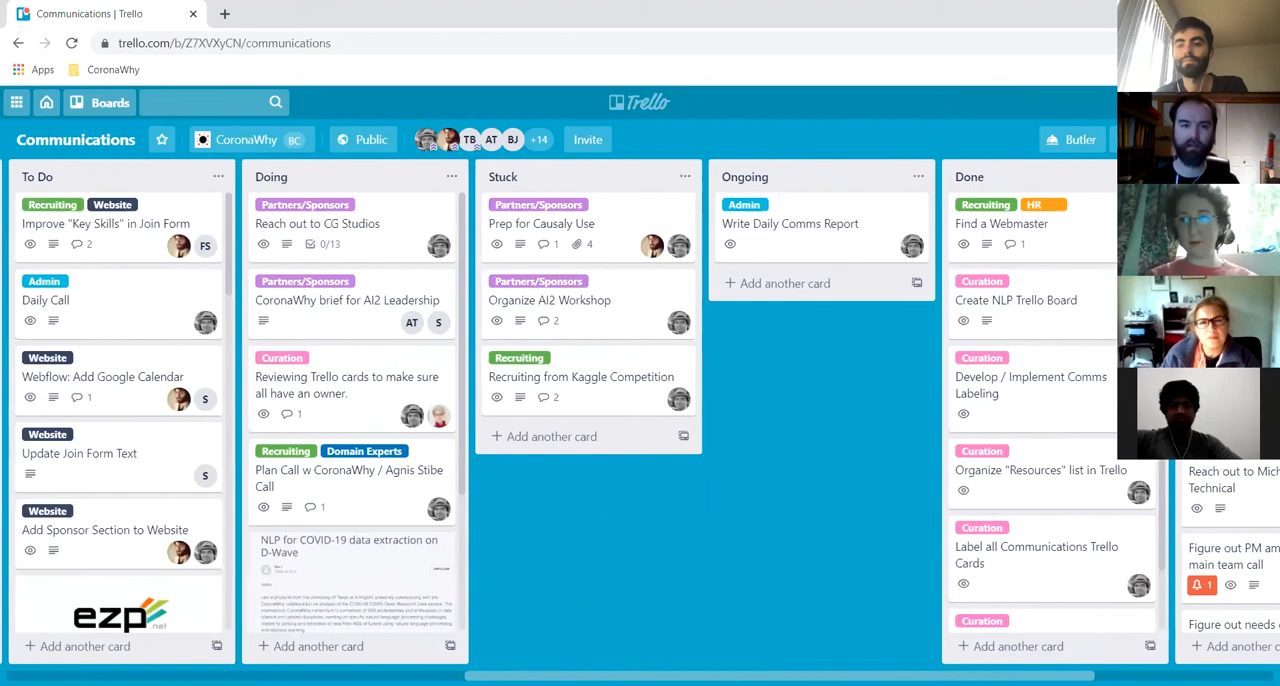 Communications | Trello
trello.com/b/Z7XVXyCN/communications
Apps
CoronaWhy
Boards
Trello
Communications
CoronaWhy BC
Public
TB
AT
BJ
+14
Invite
Butler
To Do
Recruiting Website
Improve "Key Skills" in Join Form
2
FS
Admin
Daily Call
Website
Webflow: Add Google Calendar
1
S
Website
Update Join Form Text
S
Website
Add Sponsor Section to Website
ezp.net
+ Add another card
Doing
Partners/Sponsors
Reach out to CG Studios
0/13
Partners/Sponsors
CoronaWhy brief for AI2 Leadership
AT S
Curation
Reviewing Trello cards to make sure
all have an owner.
1
Recruiting Domain Experts
Plan Call w CoronaWhy / Agnis Stibe
Call
1
NLP for COVID-19 data extraction on
D-Wave
+ Add another card
Stuck
Partners/Sponsors
Prep for Causaly Use
1 4
Partners/Sponsors
Organize AI2 Workshop
2
Recruiting
Recruiting from Kaggle Competition
2
+ Add another card
Ongoing
Admin
Write Daily Comms Report
+ Add another card
Done
Recruiting HR
Find a Webmaster
1
Curation
Create NLP Trello Board
Curation
Develop / Implement Comms
Labeling
Curation
Organize "Resources" list in Trello
Curation
Label all Communications Trello
Cards
Curation
+ Add another card
Reach out to Mich
Technical
Figure out PM am
main team call
1
Figure out needs
+ Add another c